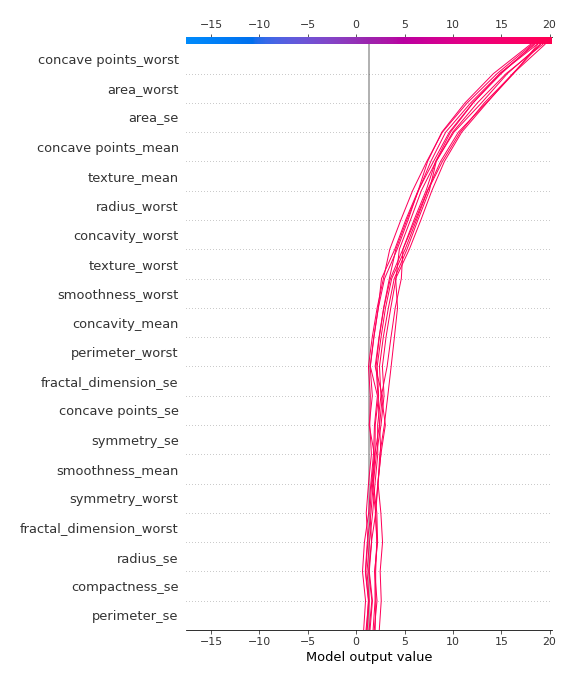 −15 −10 −5 0 5 10 15 20
concave points_worst
area_worst
area_se
concave points_mean
texture_mean
radius_worst
concavity_worst
texture_worst
smoothness_worst
concavity_mean
perimeter_worst
fractal_dimension_se
concave points_se
symmetry_se
smoothness_mean
symmetry_worst
fractal_dimension_worst
radius_se
compactness_se
perimeter_se
−15 −10 −5 0 5 10 15 20
Model output value